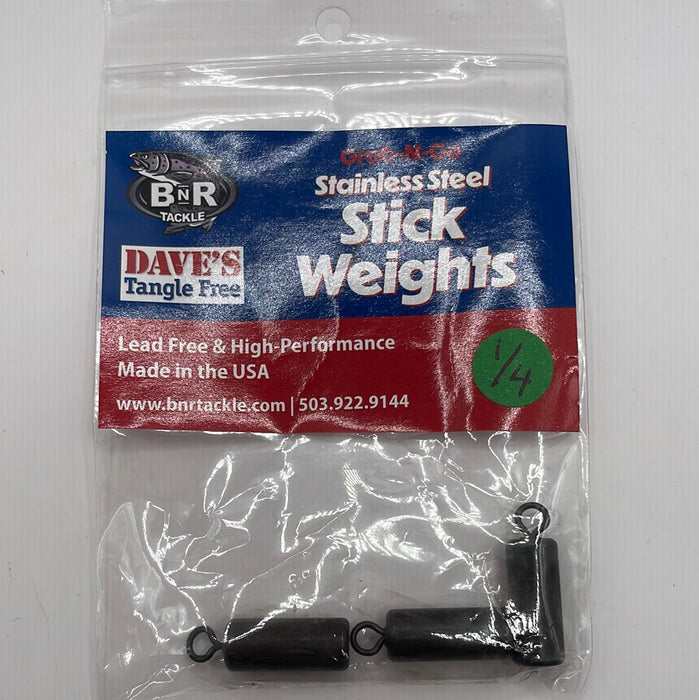 BNR
TACKLE
DAVE'S
Tangle Free
Grab-N-Go
Stainless Steel
Stick
Weights
Lead Free & High-Performance
Made in the USA
www.bnrtackle.com | 503.922.9144
1/4